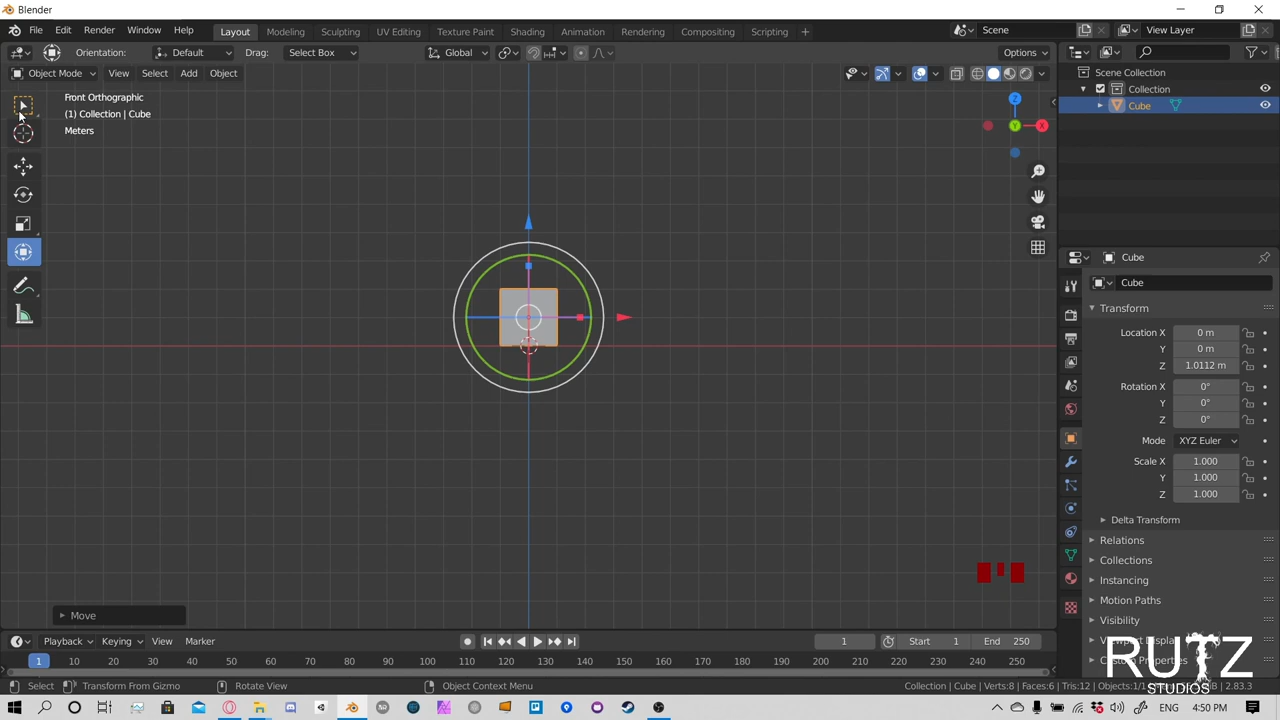 Blender
File Edit Render Window Help
Layout Modeling Sculpting UV Editing Texture Paint Shading Animation Rendering Compositing Scripting
Scene
View Layer
Orientation: Default Drag: Select Box
Global
Options
Object Mode View Select Add Object
Front Orthographic
(1) Collection | Cube
Meters
Z
X
Y
Scene Collection
Collection
Cube
Cube
Cube
Transform
Location X 0 m
Y 0 m
Z 1.0112 m
Rotation X 0°
Y 0°
Z 0°
Mode XYZ Euler
Scale X 1.000
Y 1.000
Z 1.000
Delta Transform
Relations
Collections
Instancing
Motion Paths
Visibility
Move
Playback Keying View Marker
1 Start 1 End 250
1 10 20 30 40 50 60 70 80 90 100 110 120 130 140 150 160 170 180 190 200 210 220 230 240 250
RUTZ
STUDIOS
Select Transform From Gizmo Rotate View Object Context Menu
Collection | Cube | Verts:8 | Faces:6 | Tris:12 | Objects:1/1
2.83.3
4:50 PM